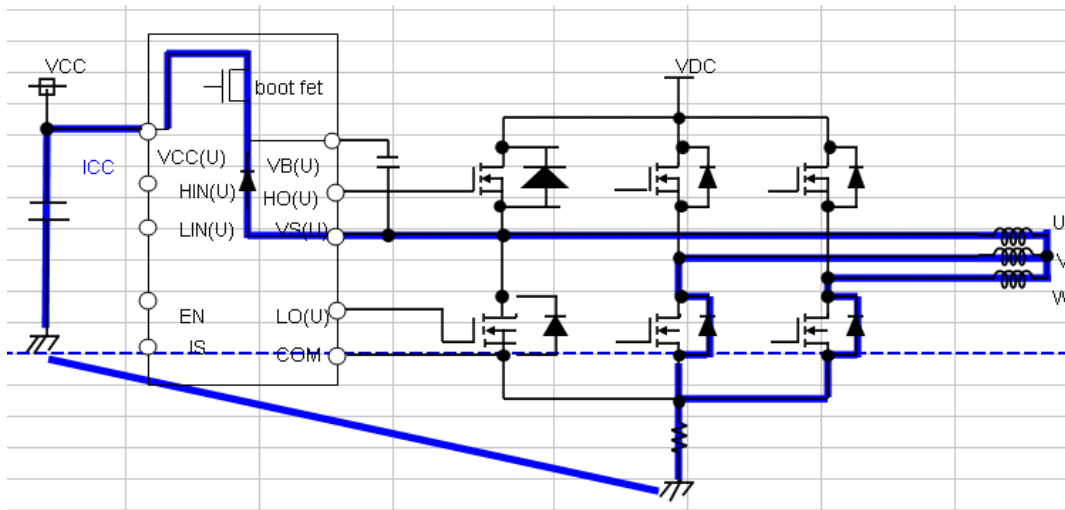 VCC
VDC
boot fet
ICC
VCC(U)
VB(U)
HIN(U)
HO(U)
LIN(U)
VS(U)
U
V
W
EN
LO(U)
IS
COM